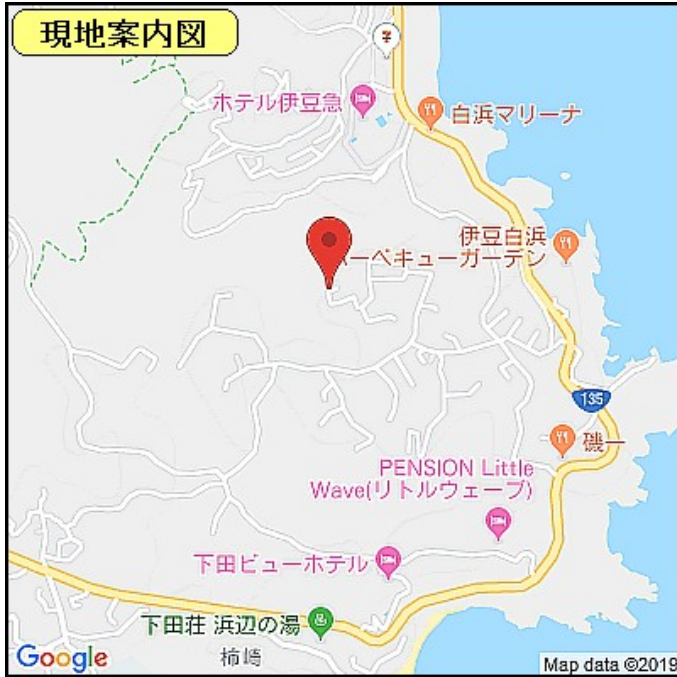 現地案内図
ホテル伊豆急
白浜マリーナ
伊豆白浜
ーベキューガーデン
135
磯一
PENSION Little
Wave(リトルウェーブ)
下田ビューホテル
下田荘 浜辺の湯
柿崎
Google
Map data ©2019